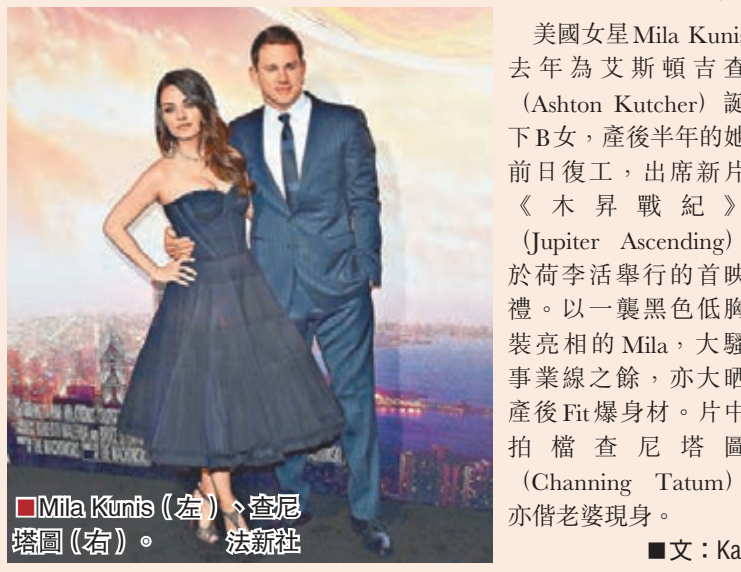 美國女星Mila Kunis
去年為艾斯頓吉查
（Ashton Kutcher）誕
下B女，產後半年的她
前日復工，出席新片
《木昇戰紀》
（Jupiter Ascending）
於荷李活舉行的首映
禮。以一襲黑色低胸
裝亮相的Mila，大騷
事業線之餘，亦大晒
產後Fit爆身材。片中
拍檔查尼塔圖
（Channing Tatum）
亦偕老婆現身。
■文：Ka
■Mila Kunis（左）、查尼
塔圖（右）。 法新社